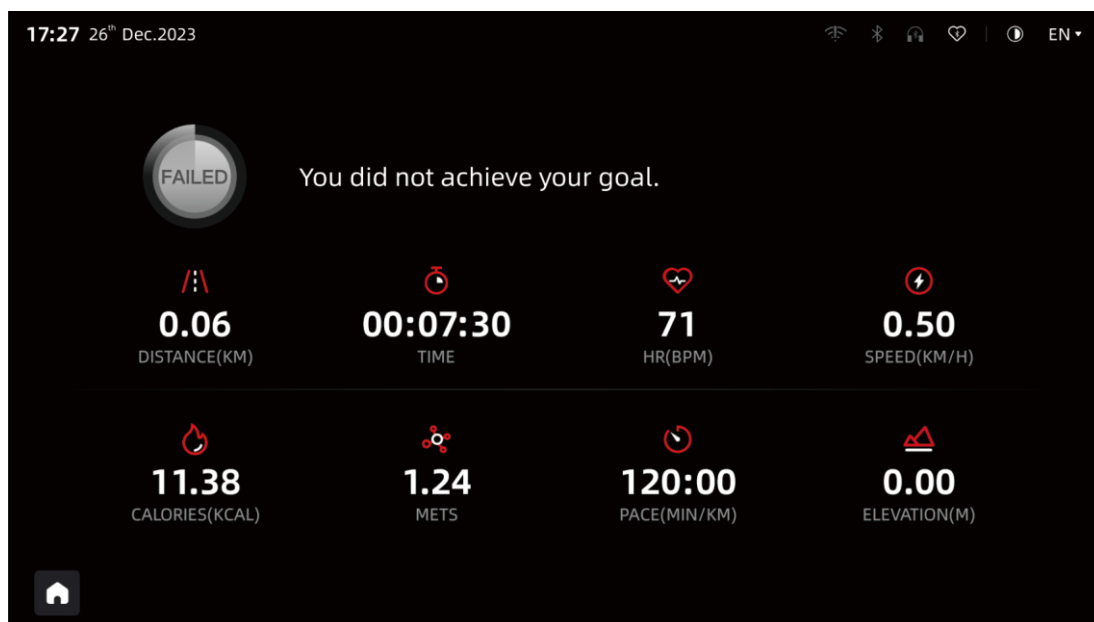 17:27 26th Dec.2023 EN
FAILED
You did not achieve your goal.
0.06 00:07:30 71 0.50
DISTANCE(KM) TIME HR(BPM) SPEED(KM/H)
11.38 1.24 120:00 0.00
CALORIES(KCAL) METS PACE(MIN/KM) ELEVATION(M)